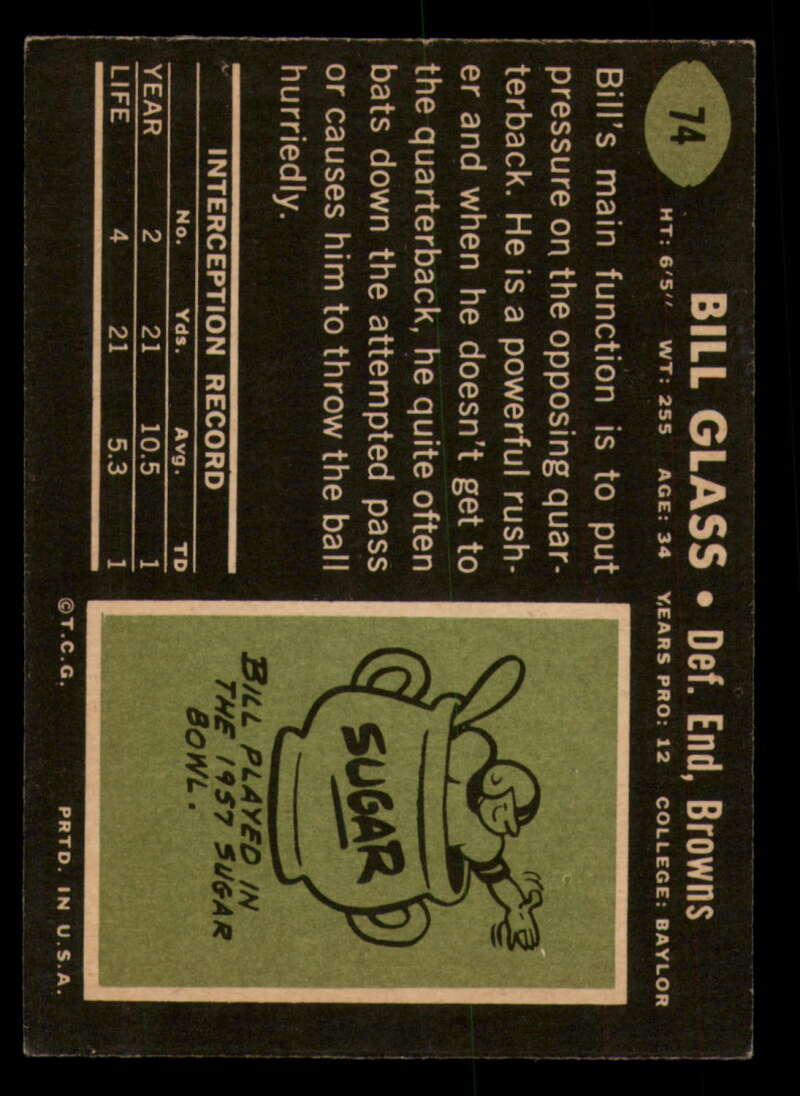 74
BILL GLASS • Def. End, Browns
HT: 6'5" WT: 255 AGE: 34 YEARS PRO: 12 COLLEGE: BAYLOR
Bill's main function is to put
pressure on the opposing quar-
terback. He is a powerful rush-
er and when he doesn't get to
the quarterback, he quite often
bats down the attempted pass
or causes him to throw the ball
hurriedly.
INTERCEPTION RECORD
No. Yds. Avg. TD
YEAR 2 21 10.5 1
LIFE 4 21 5.3 1
SUGAR
BILL PLAYED IN
THE 1957 SUGAR
BOWL.
©T.C.G. PRTD. IN U.S.A.